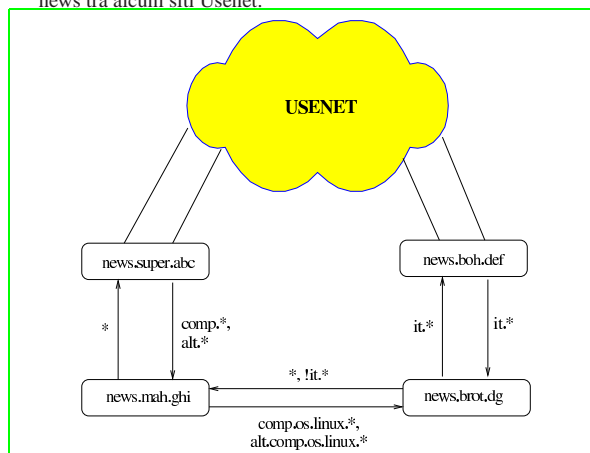 news tra alcuni siti Usenet.
USENET
news.super.abc
news.boh.def
*
comp.*,
alt.*
it.*
it.*
*, !it.*
news.mah.ghi
news.brot.dg
comp.os.linux.*,
alt.comp.os.linux.*